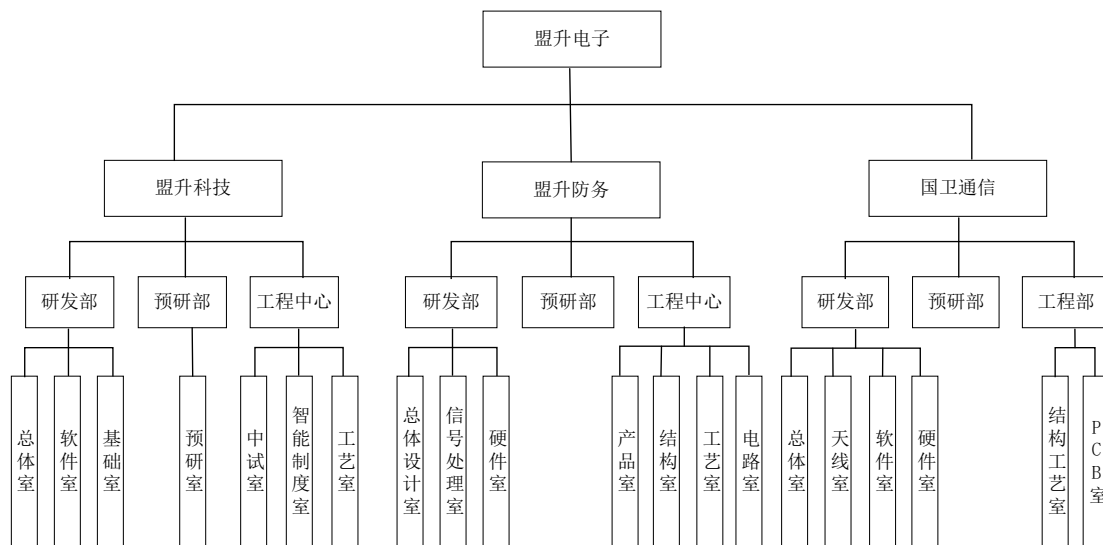 盟升电子
盟升科技
盟升防务
国卫通信
研发部
预研部
工程中心
研发部
预研部
工程中心
研发部
预研部
工程部
总体室
软件室
基础室
预研室
中试室
智能制度室
工艺室
总体设计室
信号处理室
硬件室
产品室
结构室
工艺室
电路室
总体室
天线室
软件室
硬件室
结构工艺室
PCB室